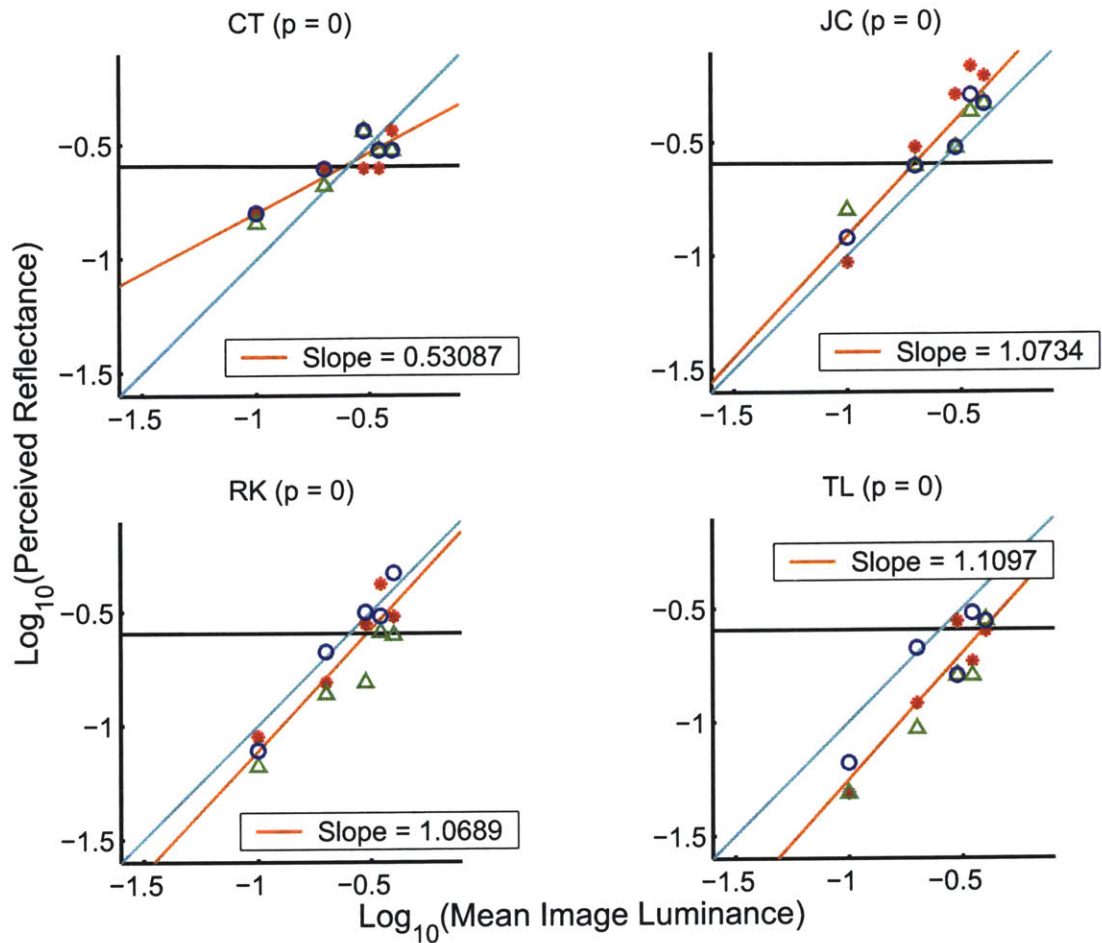 CT (p = 0)
−0.5
−1
−1.5
Slope = 0.53087
−1.5
−1
−0.5
JC (p = 0)
−0.5
−1
−1.5
Slope = 1.0734
−1.5
−1
−0.5
RK (p = 0)
−0.5
−1
−1.5
Slope = 1.0689
−1.5
−1
−0.5
TL (p = 0)
−0.5
−1
−1.5
Slope = 1.1097
−1.5
−1
−0.5
Log10(Perceived Reflectance)
Log10(Mean Image Luminance)